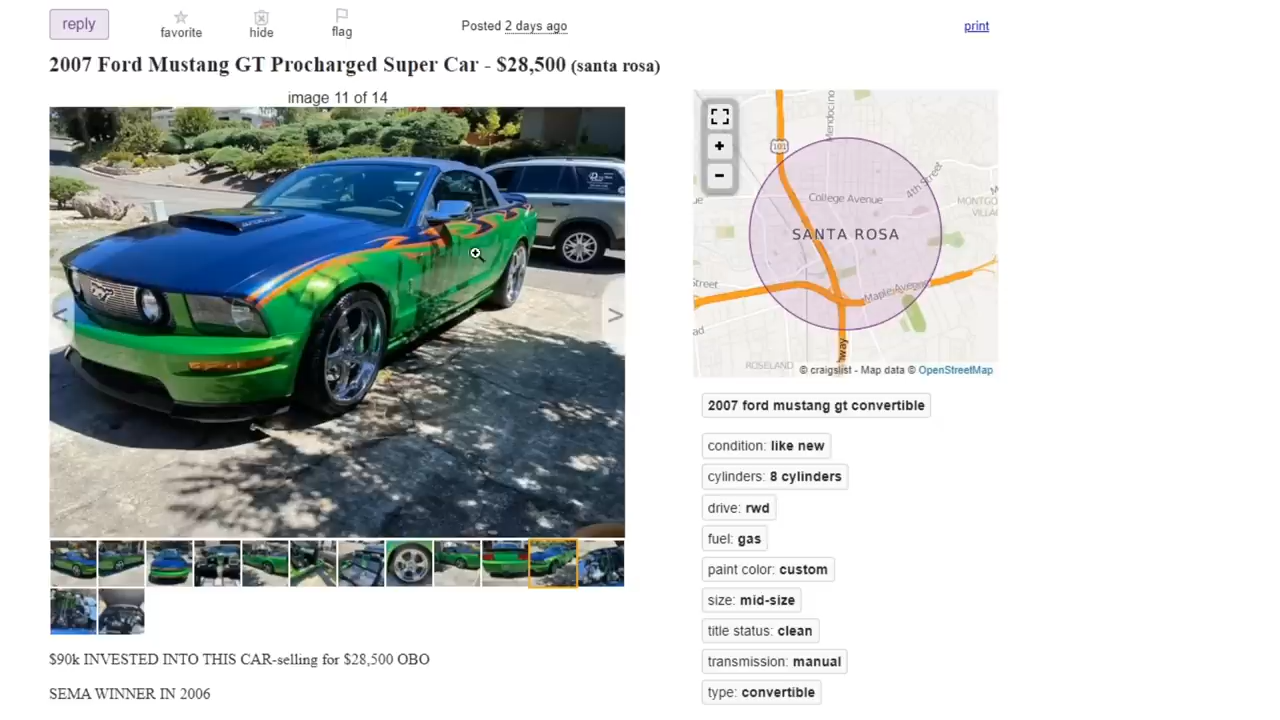 reply
favorite
hide
flag
Posted 2 days ago
print
2007 Ford Mustang GT Procharged Super Car - $28,500 (santa rosa)
image 11 of 14
<
>
+
-
101
Mendocino
College Avenue
4th Street
SANTA ROSA
Maple Avenue
ROSELAND
© craigslist - Map data © OpenStreetMap
2007 ford mustang gt convertible
condition: like new
cylinders: 8 cylinders
drive: rwd
fuel: gas
paint color: custom
size: mid-size
title status: clean
transmission: manual
type: convertible
$90k INVESTED INTO THIS CAR-selling for $28,500 OBO
SEMA WINNER IN 2006